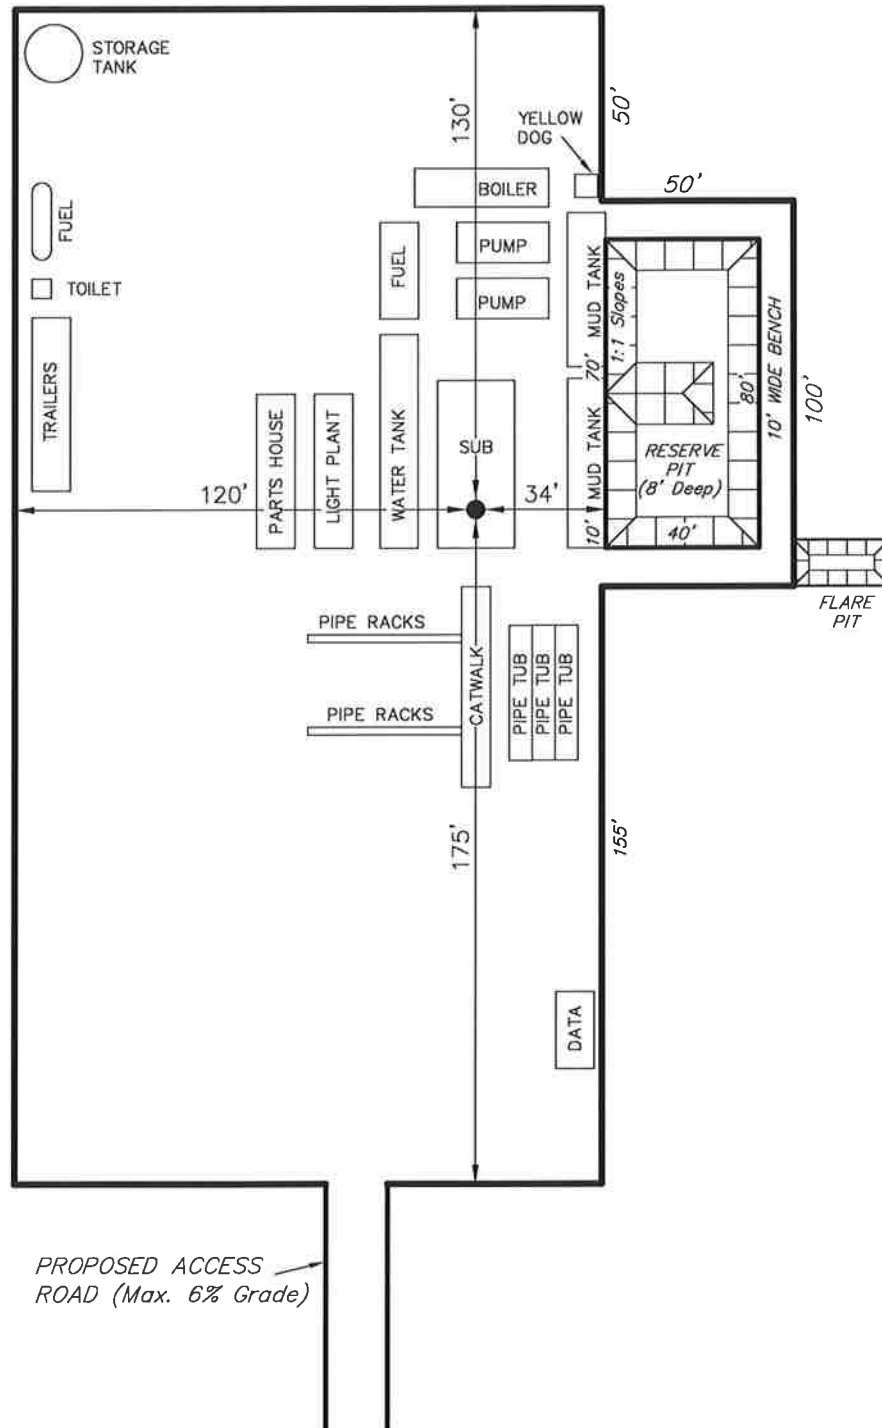 STORAGE
TANK
130'
YELLOW
DOG
50'
50'
BOILER
FUEL
FUEL
PUMP
MUD TANK
1:1 Slopes
TOILET
PUMP
TRAILERS
70'
80'
10' WIDE BENCH
100'
PARTS HOUSE
LIGHT PLANT
WATER TANK
SUB
MUD TANK
RESERVE
PIT
(8' Deep)
120'
34'
10'
40'
FLARE
PIT
PIPE RACKS
CATWALK
PIPE TUB
PIPE TUB
PIPE TUB
PIPE RACKS
175'
155'
DATA
PROPOSED ACCESS
ROAD (Max. 6% Grade)